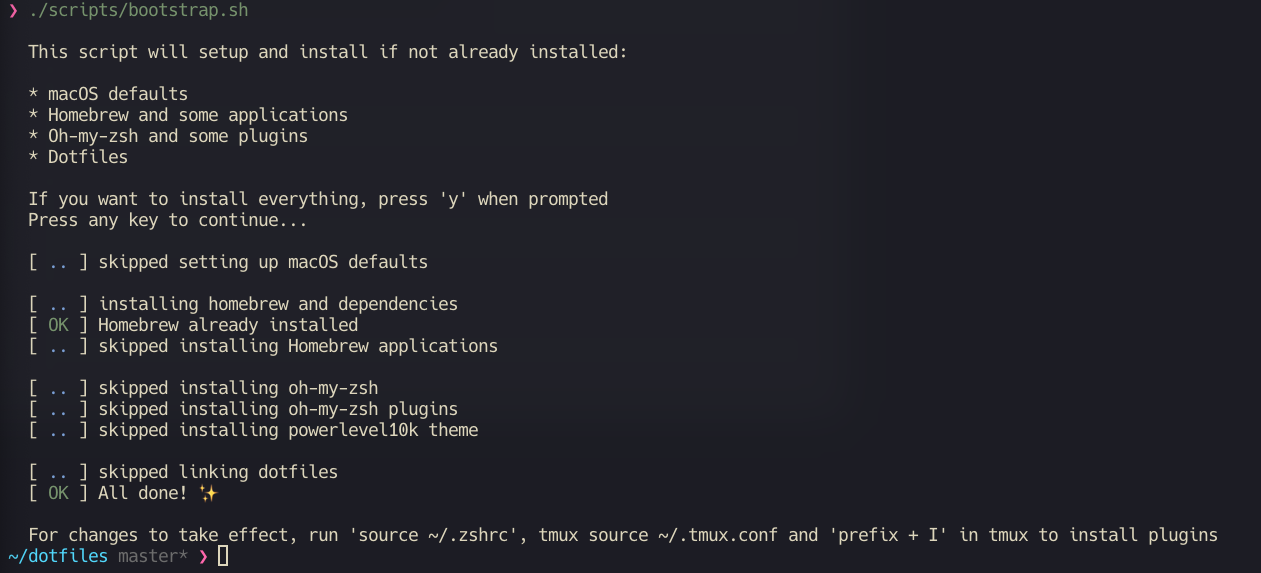 ❯ ./scripts/bootstrap.sh
This script will setup and install if not already installed:
* macOS defaults
* Homebrew and some applications
* Oh-my-zsh and some plugins
* Dotfiles
If you want to install everything, press 'y' when prompted
Press any key to continue...
[ .. ] skipped setting up macOS defaults
[ .. ] installing homebrew and dependencies
[ OK ] Homebrew already installed
[ .. ] skipped installing Homebrew applications
[ .. ] skipped installing oh-my-zsh
[ .. ] skipped installing oh-my-zsh plugins
[ .. ] skipped installing powerlevel10k theme
[ .. ] skipped linking dotfiles
[ OK ] All done! ✨
For changes to take effect, run 'source ~/.zshrc', tmux source ~/.tmux.conf and 'prefix + I' in tmux to install plugins
~/dotfiles master* ❯